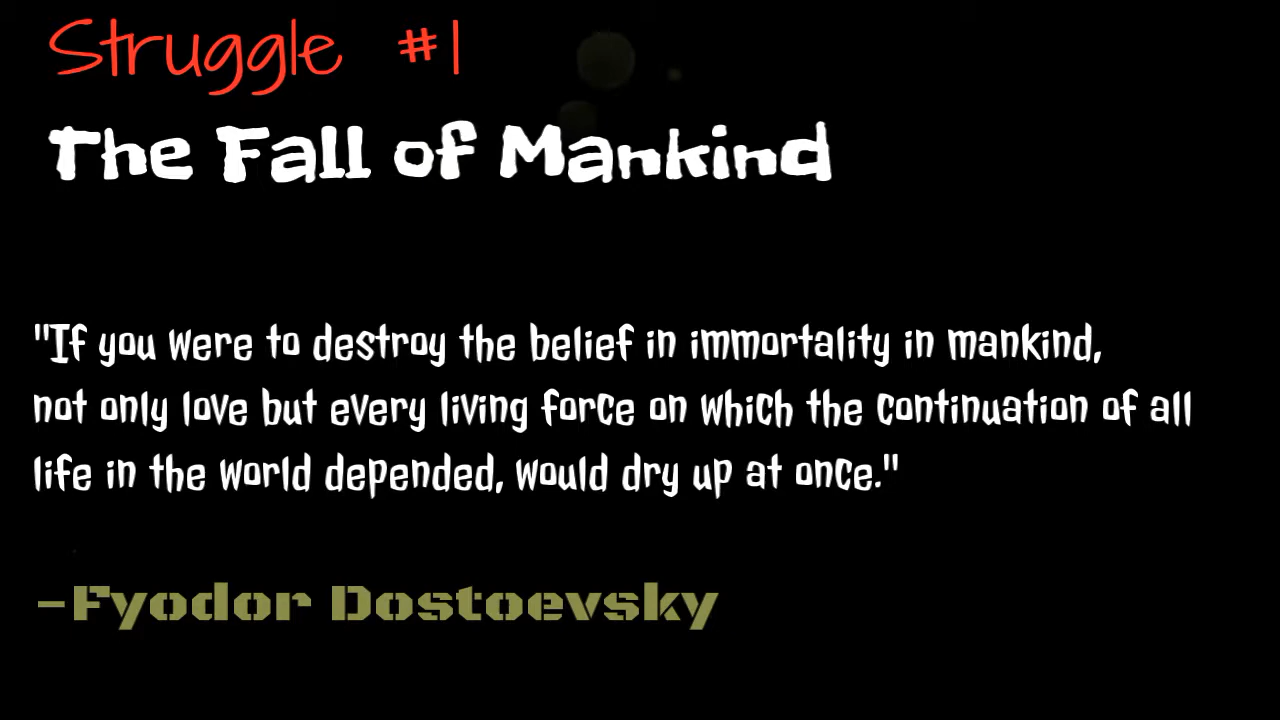 Struggle #1
The Fall of Mankind
"If you were to destroy the belief in immortality in mankind,
not only love but every living force on which the continuation of all
life in the world depended, would dry up at once."
-Fyodor Dostoevsky